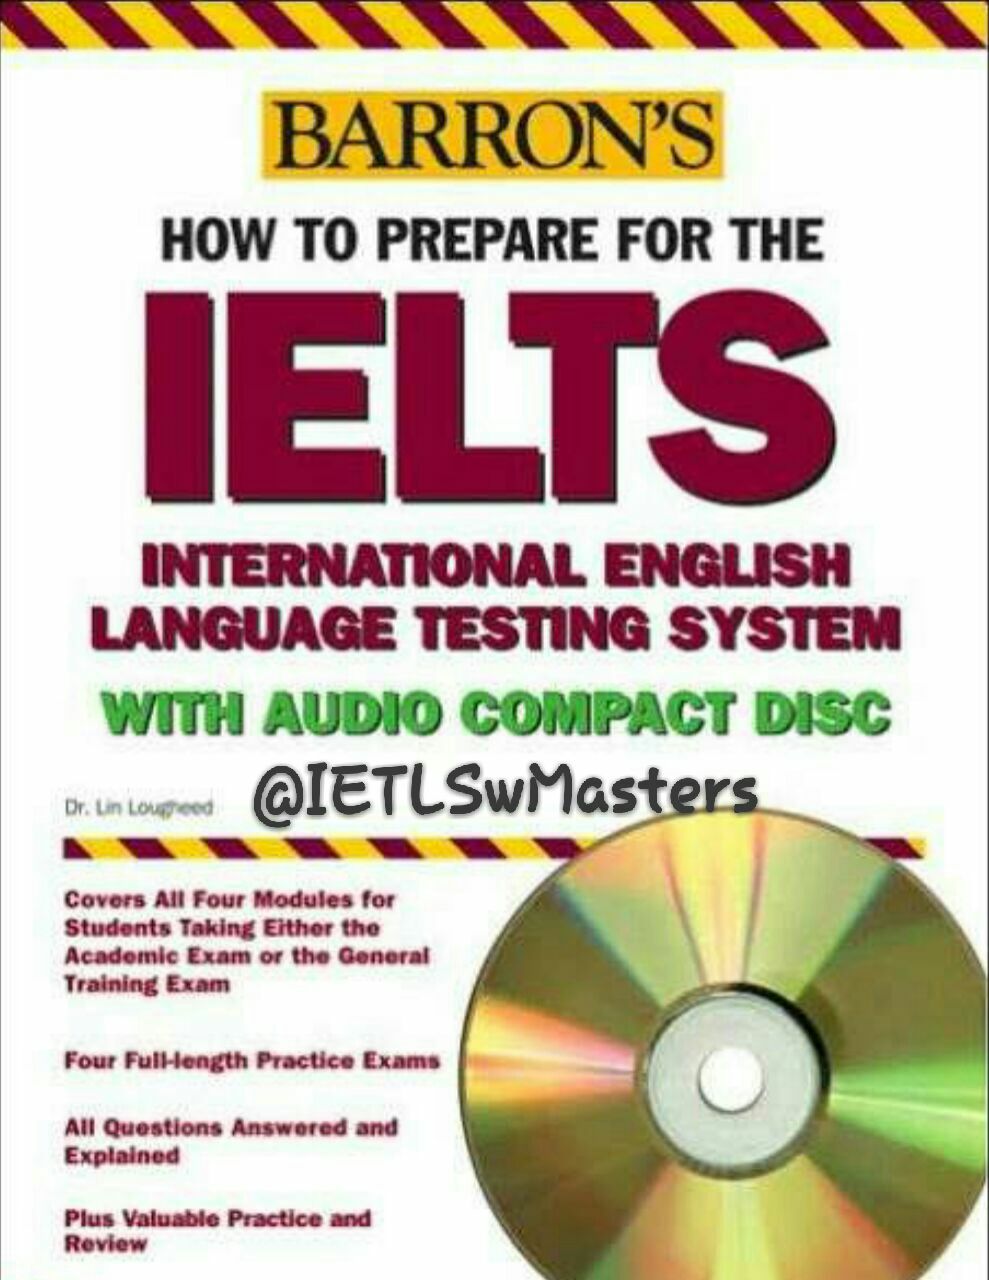 BARRON'S
HOW TO PREPARE FOR THE
IELTS
INTERNATIONAL ENGLISH
LANGUAGE TESTING SYSTEM
WITH AUDIO COMPACT DISC
@IETLSwMasters
Dr. Lin Lougheed
Covers All Four Modules for
Students Taking Either the
Academic Exam or the General
Training Exam
Four Full-length Practice Exams
All Questions Answered and
Explained
Plus Valuable Practice and
Review